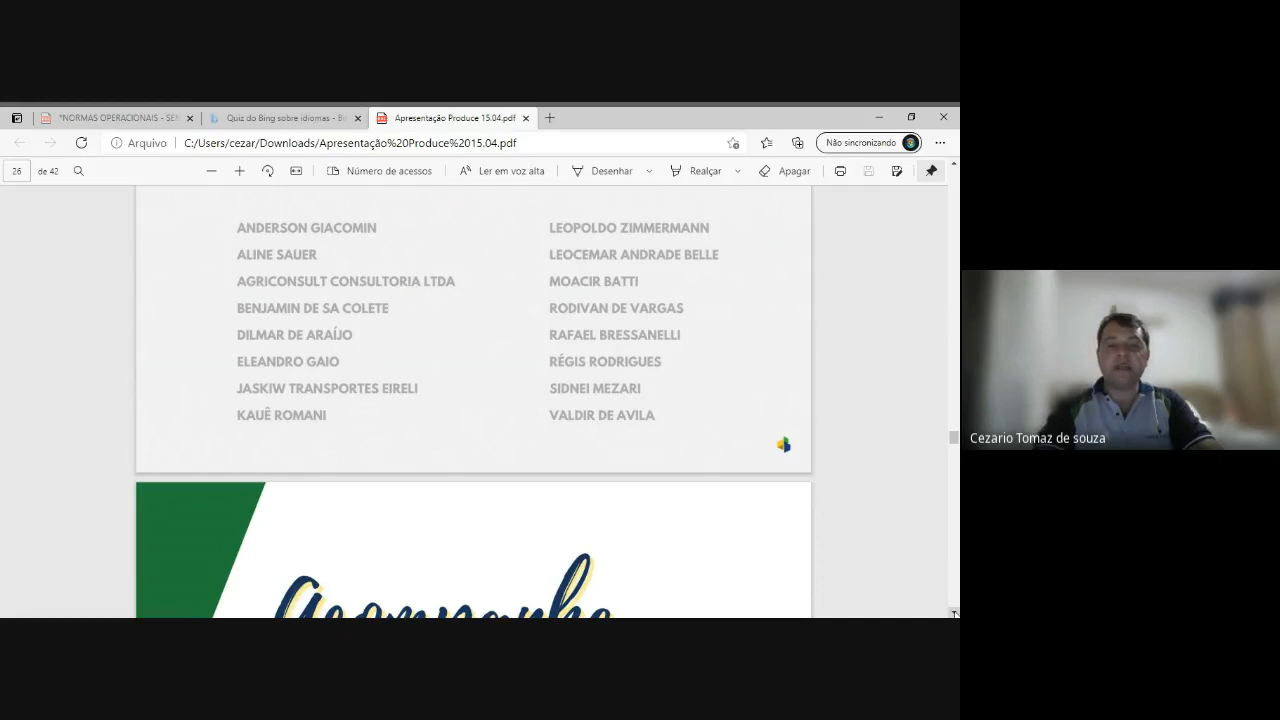 *NORMAS OPERACIONAIS - SEM
Quiz do Bing sobre idiomas - Bi
Apresentação Produce 15.04.pdf
Arquivo
C:/Users/cezar/Downloads/Apresentação%20Produce%2015.04.pdf
Não sincronizando
26 de 42
Número de acessos
Ler em voz alta
Desenhar
Realçar
Apagar
ANDERSON GIACOMIN
ALINE SAUER
AGRICONSULT CONSULTORIA LTDA
BENJAMIN DE SA COLETE
DILMAR DE ARAÍJO
ELEANDRO GAIO
JASKIW TRANSPORTES EIRELI
KAUÊ ROMANI
LEOPOLDO ZIMMERMANN
LEOCEMAR ANDRADE BELLE
MOACIR BATTI
RODIVAN DE VARGAS
RAFAEL BRESSANELLI
RÉGIS RODRIGUES
SIDNEI MEZARI
VALDIR DE AVILA
Acompanhe
Cezario Tomaz de souza